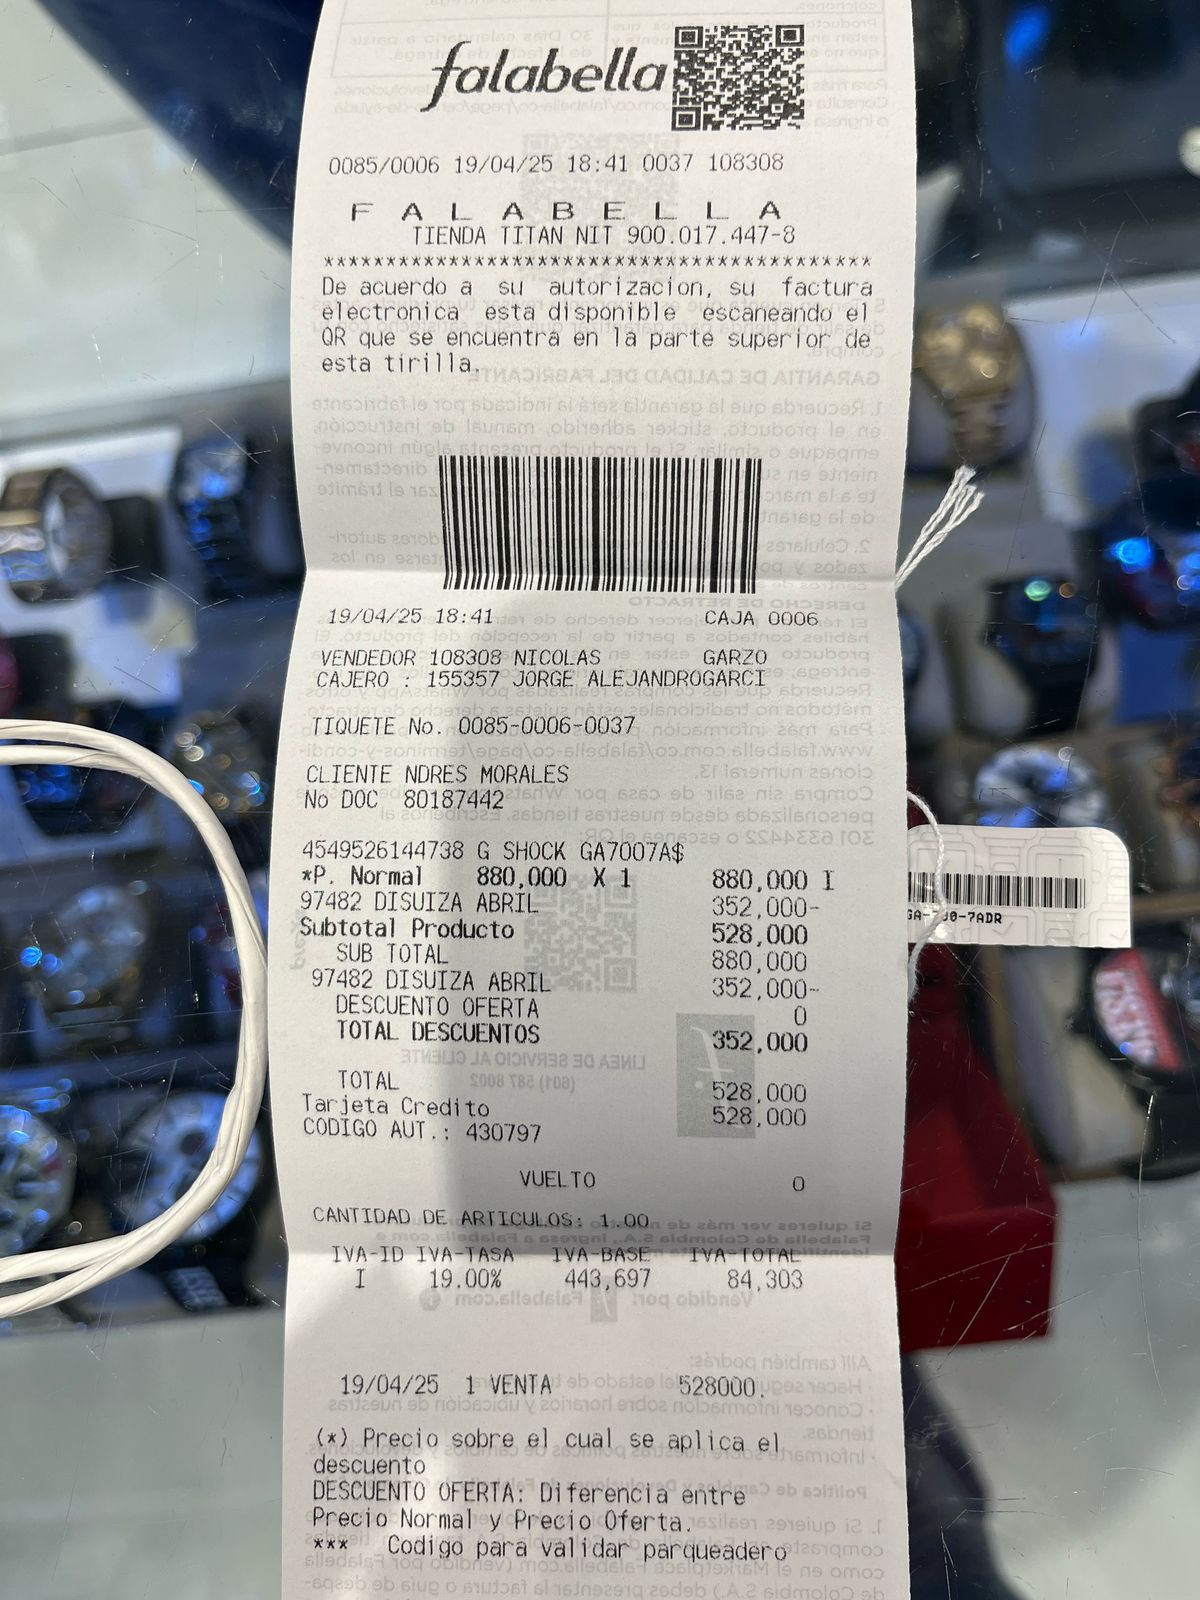 falabella
0085/0006 19/04/25 18:41 0037 108308
F A L A B E L L A
TIENDA TITAN NIT 900.017.447-8
********************************************
De acuerdo a su autorizacion, su factura
electronica esta disponible escaneando el
QR que se encuentra en la parte superior de
esta tirilla.
19/04/25 18:41 CAJA 0006
VENDEDOR 108308 NICOLAS GARZO
CAJERO : 155357 JORGE ALEJANDROGARCI
TIQUETE No. 0085-0006-0037
CLIENTE NDRES MORALES
No DOC 80187442
4549526144738 G SHOCK GA7007A$
*P. Normal 880,000 X 1 880,000 I
97482 DISUIZA ABRIL 352,000-
Subtotal Producto 528,000
SUB TOTAL 880,000
97482 DISUIZA ABRIL 352,000-
DESCUENTO OFERTA 0
TOTAL DESCUENTOS 352,000
TOTAL 528,000
Tarjeta Credito 528,000
CODIGO AUT.: 430797
VUELTO 0
CANTIDAD DE ARTICULOS: 1.00
IVA-ID IVA-TASA IVA-BASE IVA-TOTAL
I 19.00% 443,697 84,303
19/04/25 1 VENTA 528000.
(*) Precio sobre el cual se aplica el
descuento
DESCUENTO OFERTA: Diferencia entre
Precio Normal y Precio Oferta.
*** Codigo para validar parqueadero
GA-700-7ADR